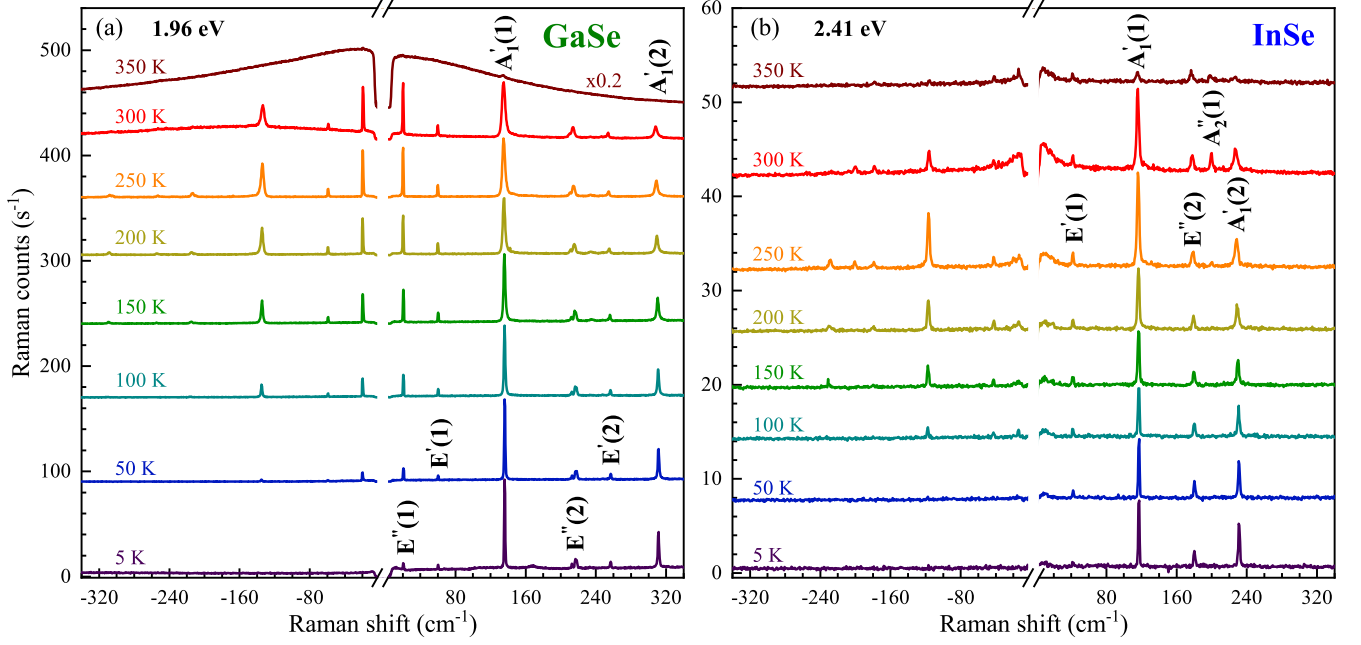 (a) 1.96 eV GaSe
A'1(1)
A'1(2)
350 K
x0.2
300 K
250 K
200 K
150 K
100 K
50 K
5 K
E''(1)
E'(1)
E''(2)
E'(2)
500
400
300
200
100
0
-320 -240 -160 -80 80 160 240 320
Raman counts (s-1)
Raman shift (cm-1)
(b) 2.41 eV InSe
A'1(1)
350 K
A''2(1)
300 K
E'(1)
E''(2)
A'1(2)
250 K
200 K
150 K
100 K
50 K
5 K
60
50
40
30
20
10
0
-320 -240 -160 -80 80 160 240 320
Raman shift (cm-1)